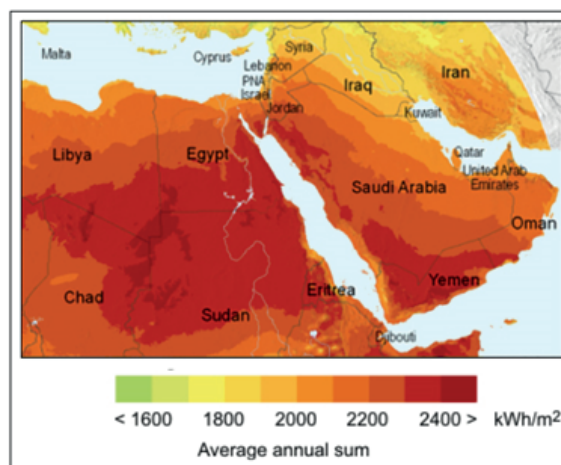 Malta
Cyprus
Syria
Lebanon
PNA
Israel
Jordan
Iraq
Iran
Kuwait
Libya
Egypt
Qatar
United Arab
Emirates
Saudi Arabia
Oman
Chad
Sudan
Eritrea
Yemen
Djibouti
< 1600 1800 2000 2200 2400 > kWh/m²
Average annual sum